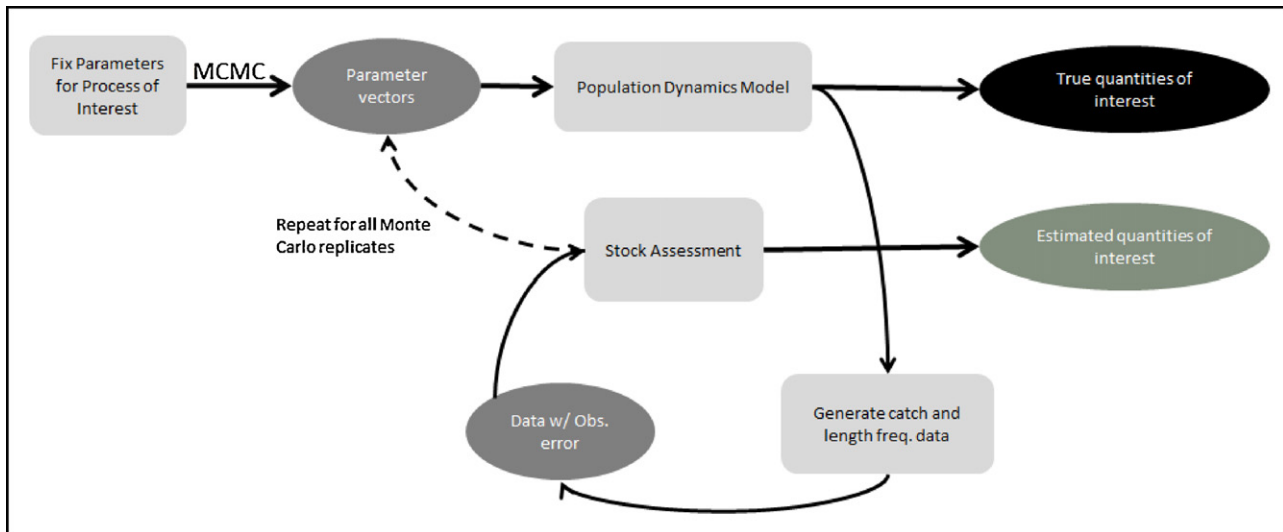 Fix Parameters
for Process of
Interest
MCMC
Parameter
vectors
Population Dynamics Model
True quantities of
interest
Repeat for all Monte
Carlo replicates
Stock Assessment
Estimated quantities of
interest
Data w/ Obs.
error
Generate catch and
length freq. data